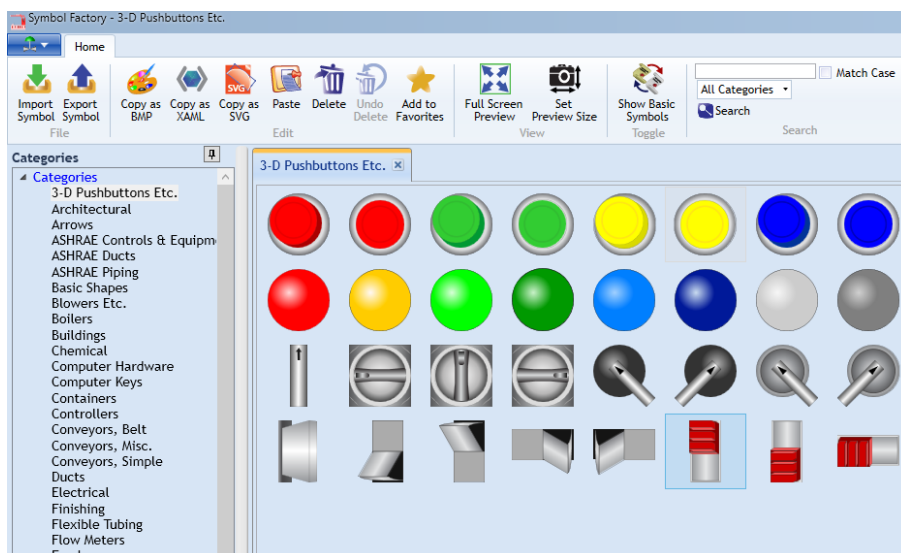 Symbol Factory - 3-D Pushbuttons Etc.
Home
Import Symbol
Export Symbol
Copy as BMP
Copy as XAML
Copy as SVG
Paste
Delete
Undo Delete
Add to Favorites
Full Screen Preview
Set Preview Size
Show Basic Symbols
Match Case
All Categories
Search
File
Edit
View
Toggle
Search
Categories
3-D Pushbuttons Etc.
Categories
3-D Pushbuttons Etc.
Architectural
Arrows
ASHRAE Controls & Equipm
ASHRAE Ducts
ASHRAE Piping
Basic Shapes
Blowers Etc.
Boilers
Buildings
Chemical
Computer Hardware
Computer Keys
Containers
Controllers
Conveyors, Belt
Conveyors, Misc.
Conveyors, Simple
Ducts
Electrical
Finishing
Flexible Tubing
Flow Meters